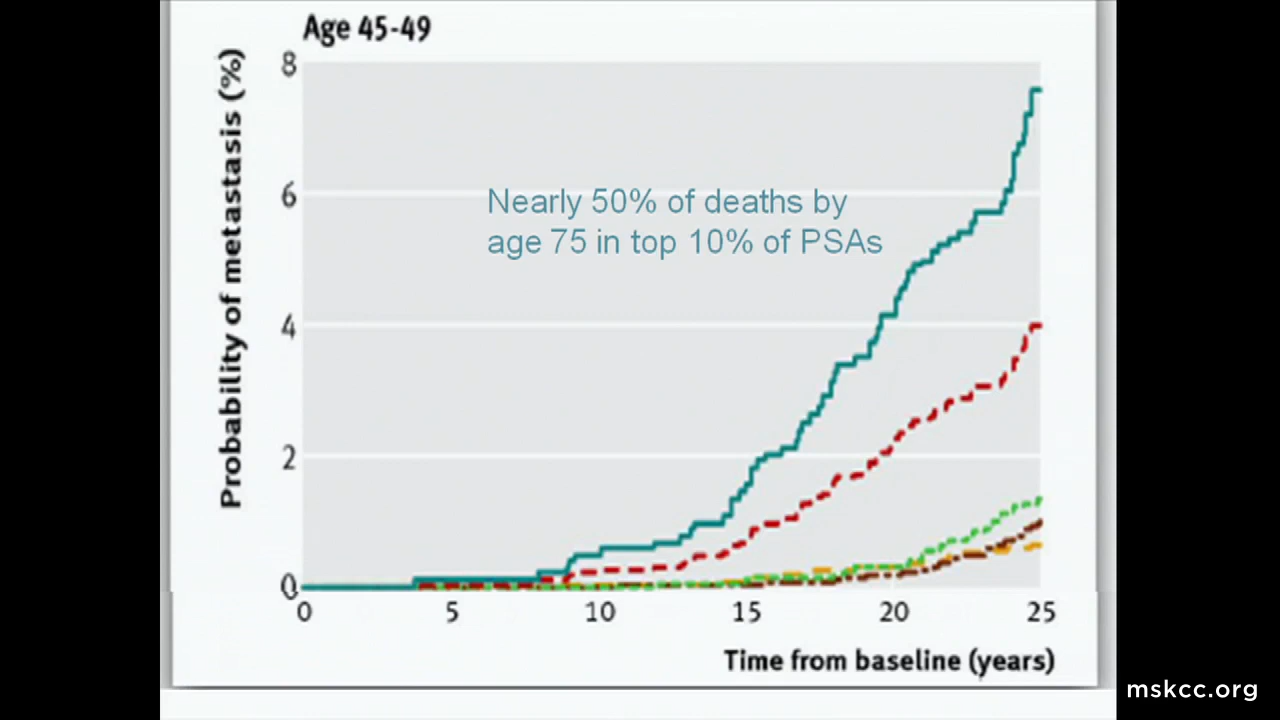 Age 45-49
Probability of metastasis (%)
8
6
4
2
0
Nearly 50% of deaths by
age 75 in top 10% of PSAs
0 5 10 15 20 25
Time from baseline (years)
mskcc.org